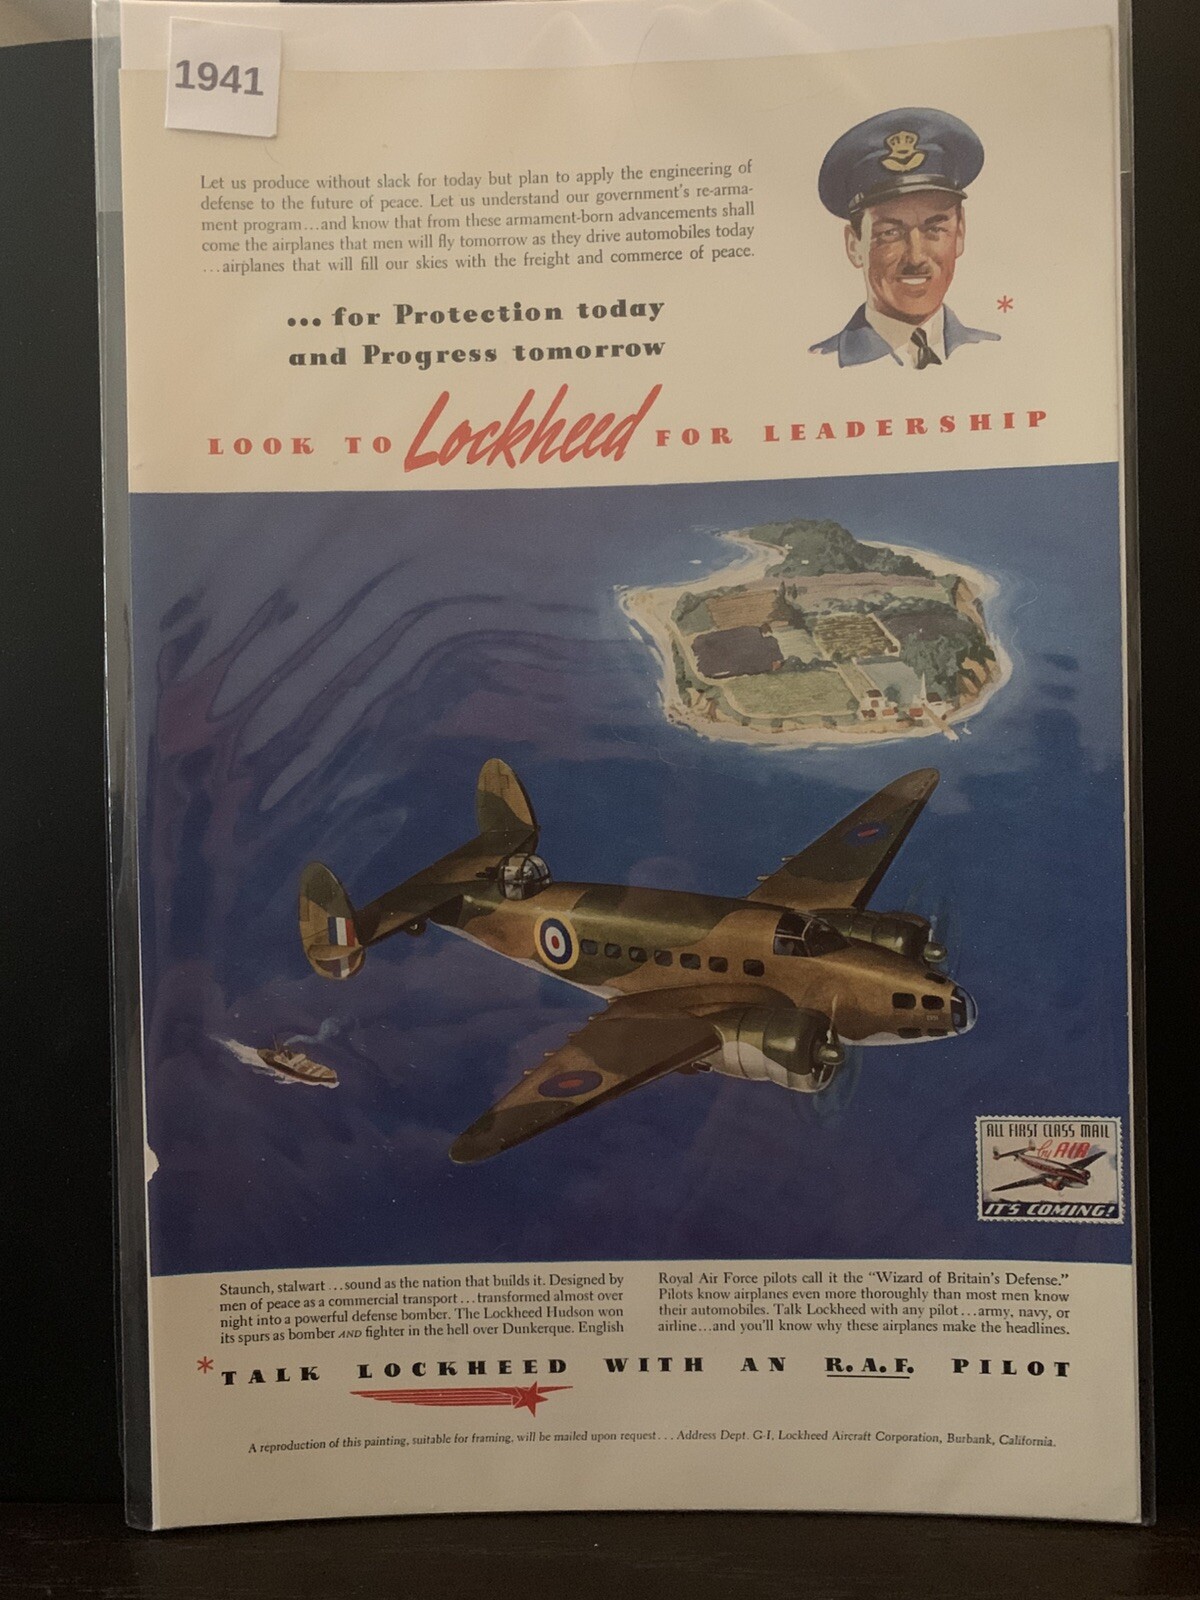 1941
Let us produce without slack for today but plan to apply the engineering of
defense to the future of peace. Let us understand our government's re-arma-
ment program...and know that from these armament-born advancements shall
come the airplanes that men will fly tomorrow as they drive automobiles today
...airplanes that will fill our skies with the freight and commerce of peace.
*
... for Protection today
and Progress tomorrow
LOOK TO Lockheed FOR LEADERSHIP
ALL FIRST CLASS MAIL
by AIR
IT'S COMING!
Staunch, stalwart...sound as the nation that builds it. Designed by
men of peace as a commercial transport...transformed almost over
night into a powerful defense bomber. The Lockheed Hudson won
its spurs as bomber AND fighter in the hell over Dunkerque. English
Royal Air Force pilots call it the “Wizard of Britain's Defense.”
Pilots know airplanes even more thoroughly than most men know
their automobiles. Talk Lockheed with any pilot...army, navy, or
airline...and you'll know why these airplanes make the headlines.
*TALK LOCKHEED WITH AN R.A.F. PILOT
A reproduction of this painting, suitable for framing, will be mailed upon request... Address Dept. G-1, Lockheed Aircraft Corporation, Burbank, California.